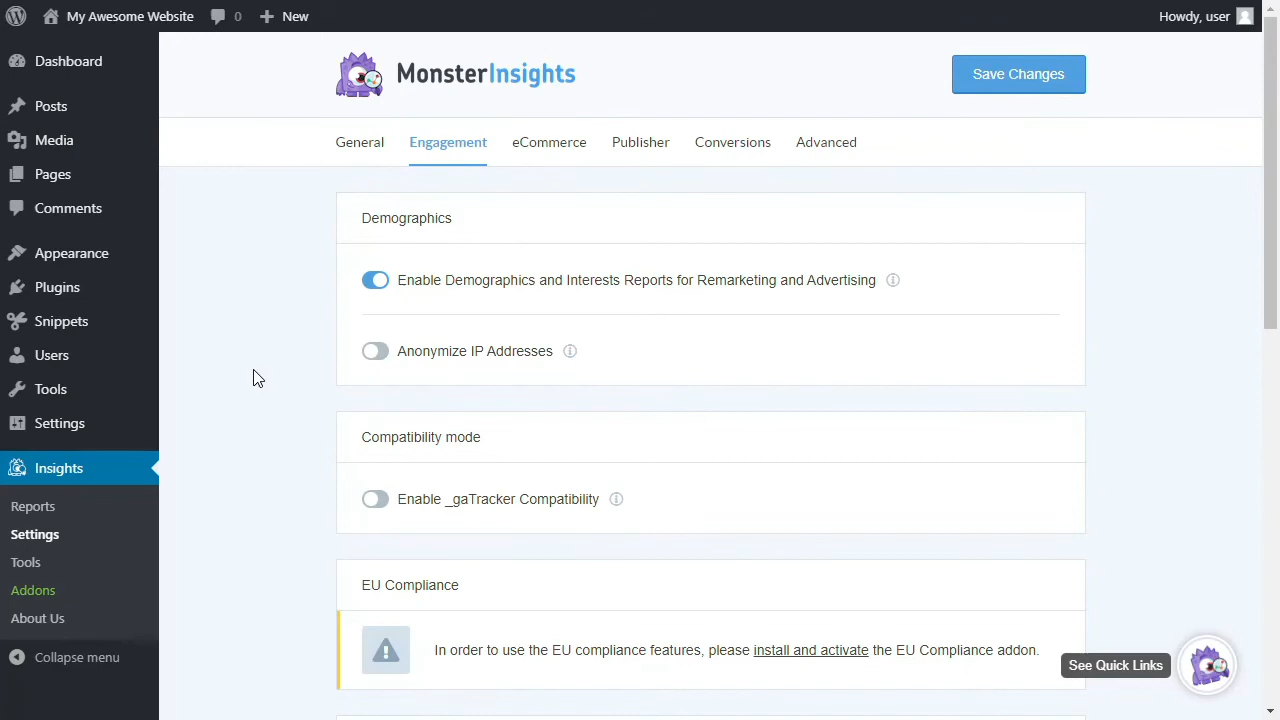 My Awesome Website
0
New
Howdy, user
Dashboard
Posts
Media
Pages
Comments
Appearance
Plugins
Snippets
Users
Tools
Settings
Insights
Reports
Settings
Tools
Addons
About Us
Collapse menu
MonsterInsights
Save Changes
General
Engagement
eCommerce
Publisher
Conversions
Advanced
Demographics
Enable Demographics and Interests Reports for Remarketing and Advertising
Anonymize IP Addresses
Compatibility mode
Enable _gaTracker Compatibility
EU Compliance
In order to use the EU compliance features, please install and activate the EU Compliance addon.
See Quick Links